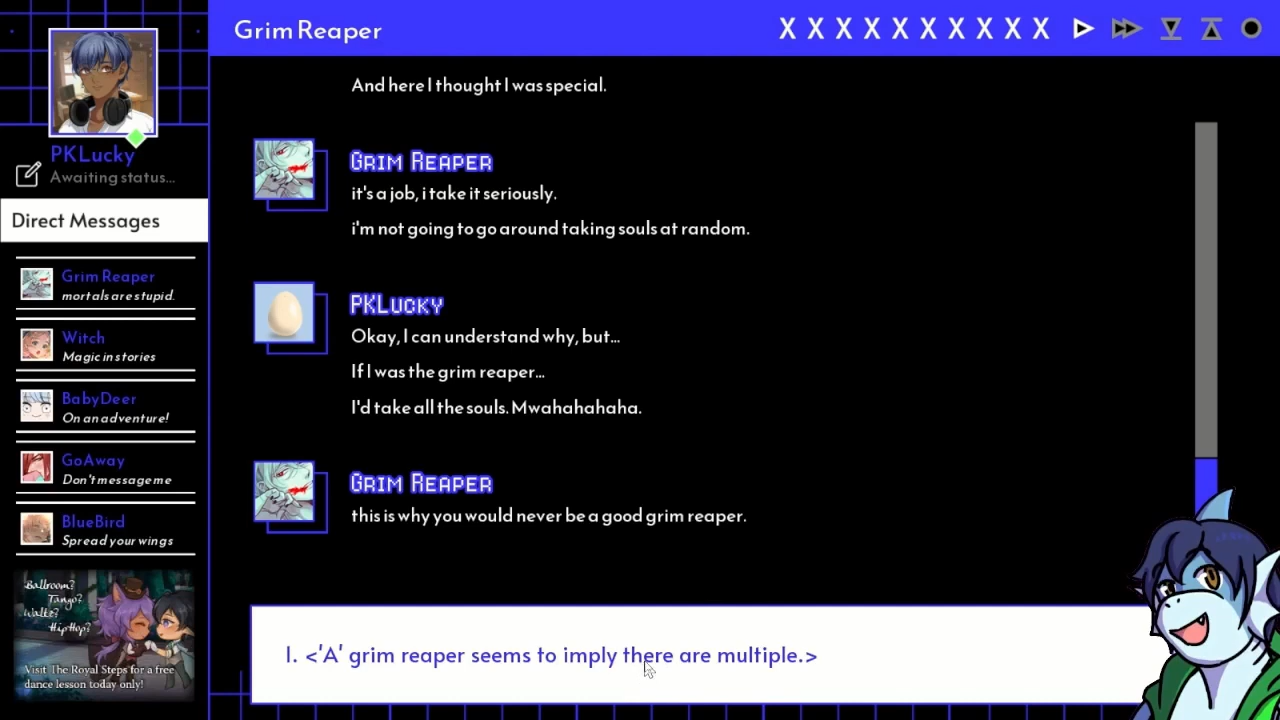 Grim Reaper
X X X X X X X X X X
PKLucky
Awaiting status...
Direct Messages
Grim Reaper
mortals are stupid.
Witch
Magic in stories
BabyDeer
On an adventure!
GoAway
Don't message me
BlueBird
Spread your wings
Ballroom?
Tango?
Waltz?
Hip Hop?
Visit The Royal Steps for a free
dance lesson today only!
And here I thought I was special.
Grim Reaper
it's a job, i take it seriously.
i'm not going to go around taking souls at random.
PKLucky
Okay, I can understand why, but...
If I was the grim reaper...
I'd take all the souls. Mwahahahaha.
Grim Reaper
this is why you would never be a good grim reaper.
1. <'A' grim reaper seems to imply there are multiple.>